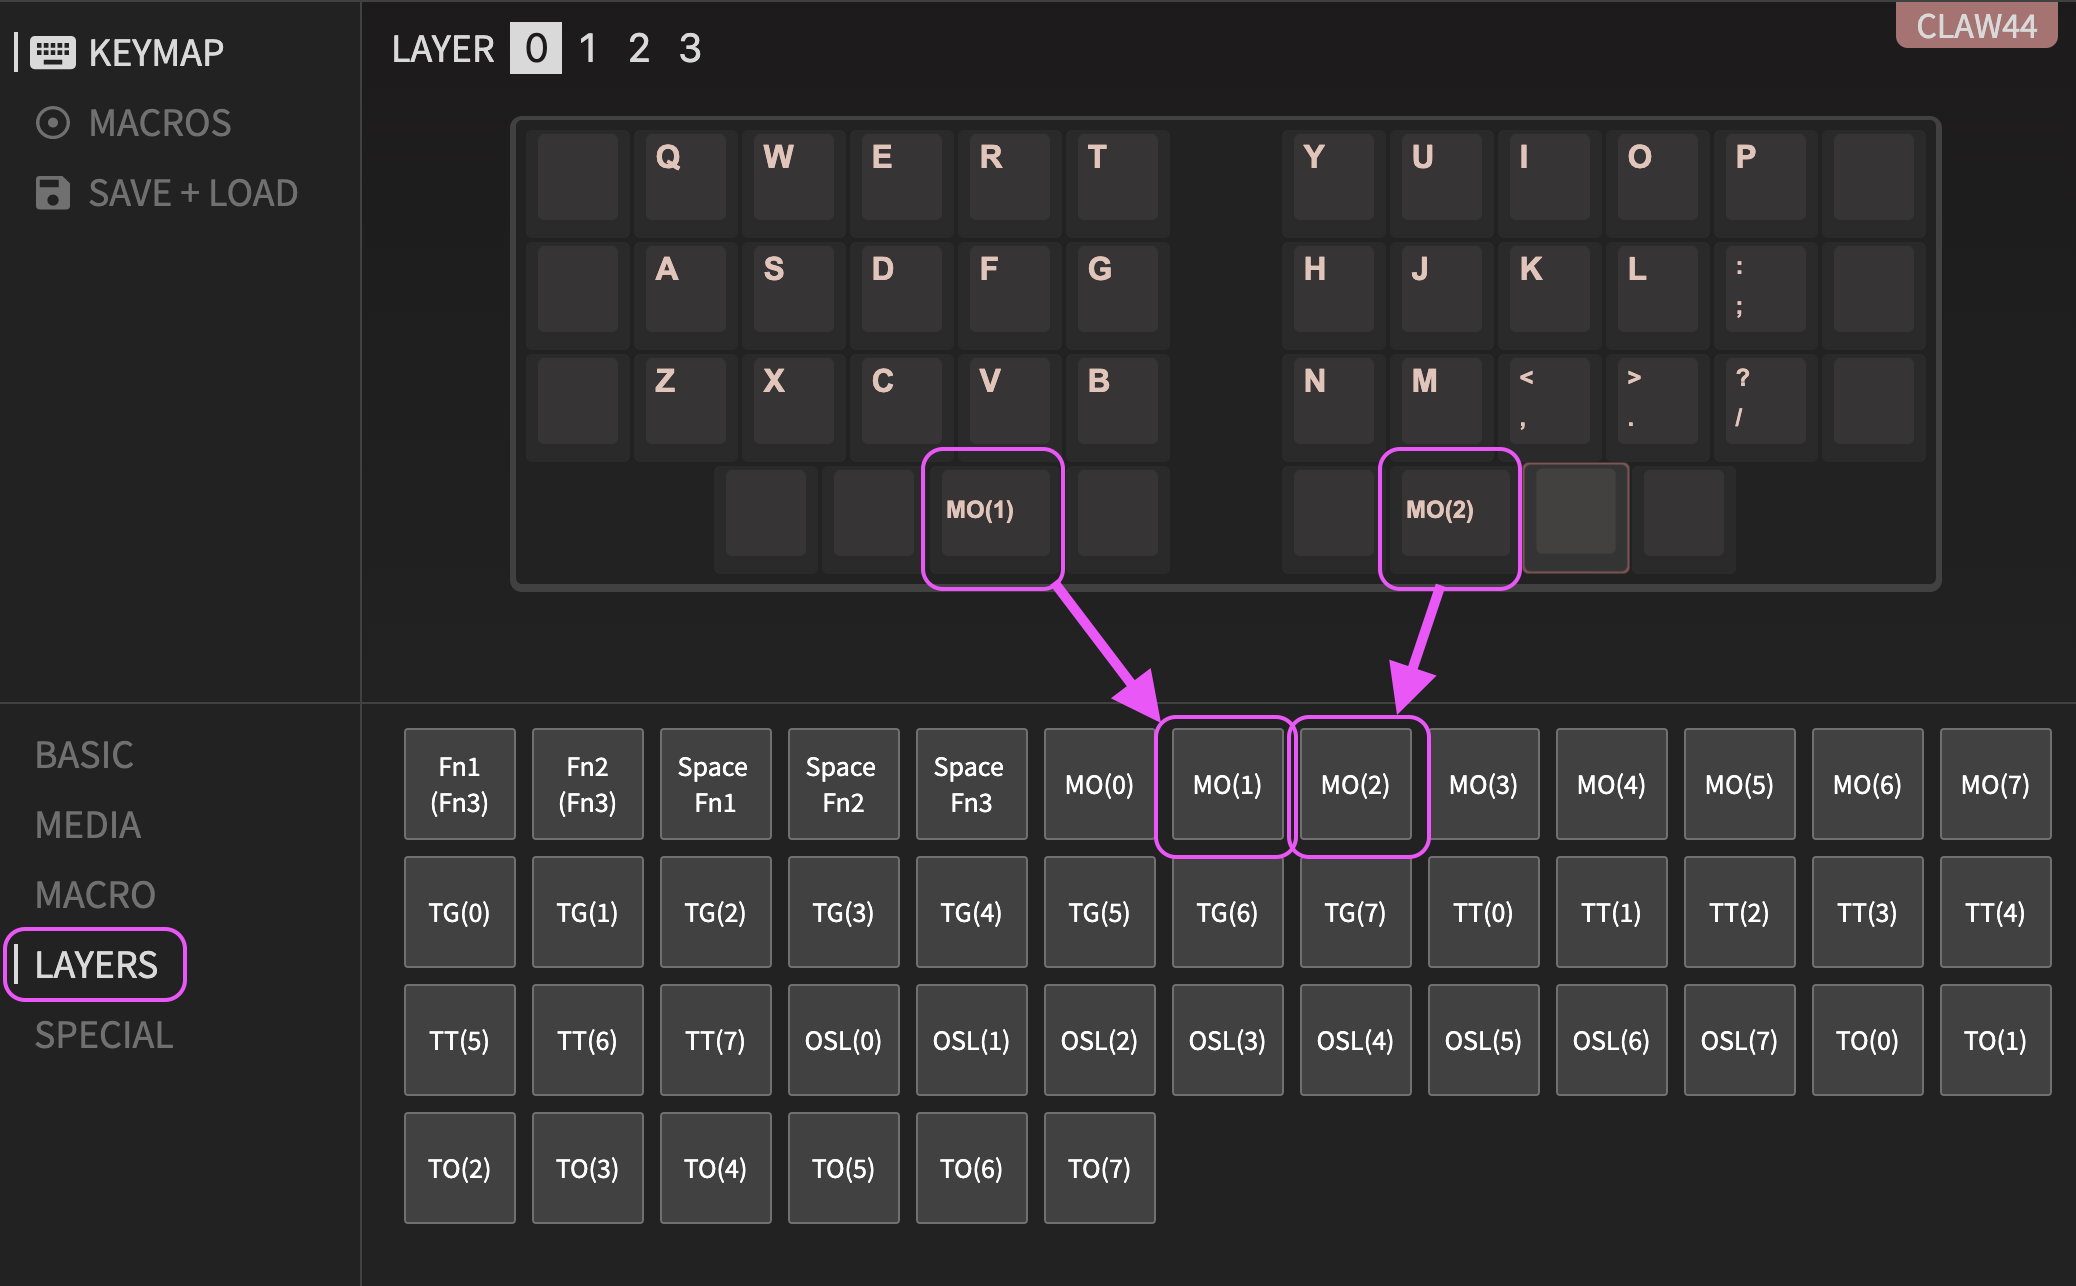 KEYMAP
MACROS
SAVE + LOAD
LAYER 0 1 2 3
CLAW44
Q W E R T Y U I O P
A S D F G H J K L :
;
Z X C V B N M < > ?
, . /
MO(1) MO(2)
BASIC
MEDIA
MACRO
LAYERS
SPECIAL
Fn1 Fn2 Space Space Space
(Fn3) (Fn3) Fn1 Fn2 Fn3 MO(0) MO(1) MO(2) MO(3) MO(4) MO(5) MO(6) MO(7)
TG(0) TG(1) TG(2) TG(3) TG(4) TG(5) TG(6) TG(7) TT(0) TT(1) TT(2) TT(3) TT(4)
TT(5) TT(6) TT(7) OSL(0) OSL(1) OSL(2) OSL(3) OSL(4) OSL(5) OSL(6) OSL(7) TO(0) TO(1)
TO(2) TO(3) TO(4) TO(5) TO(6) TO(7)